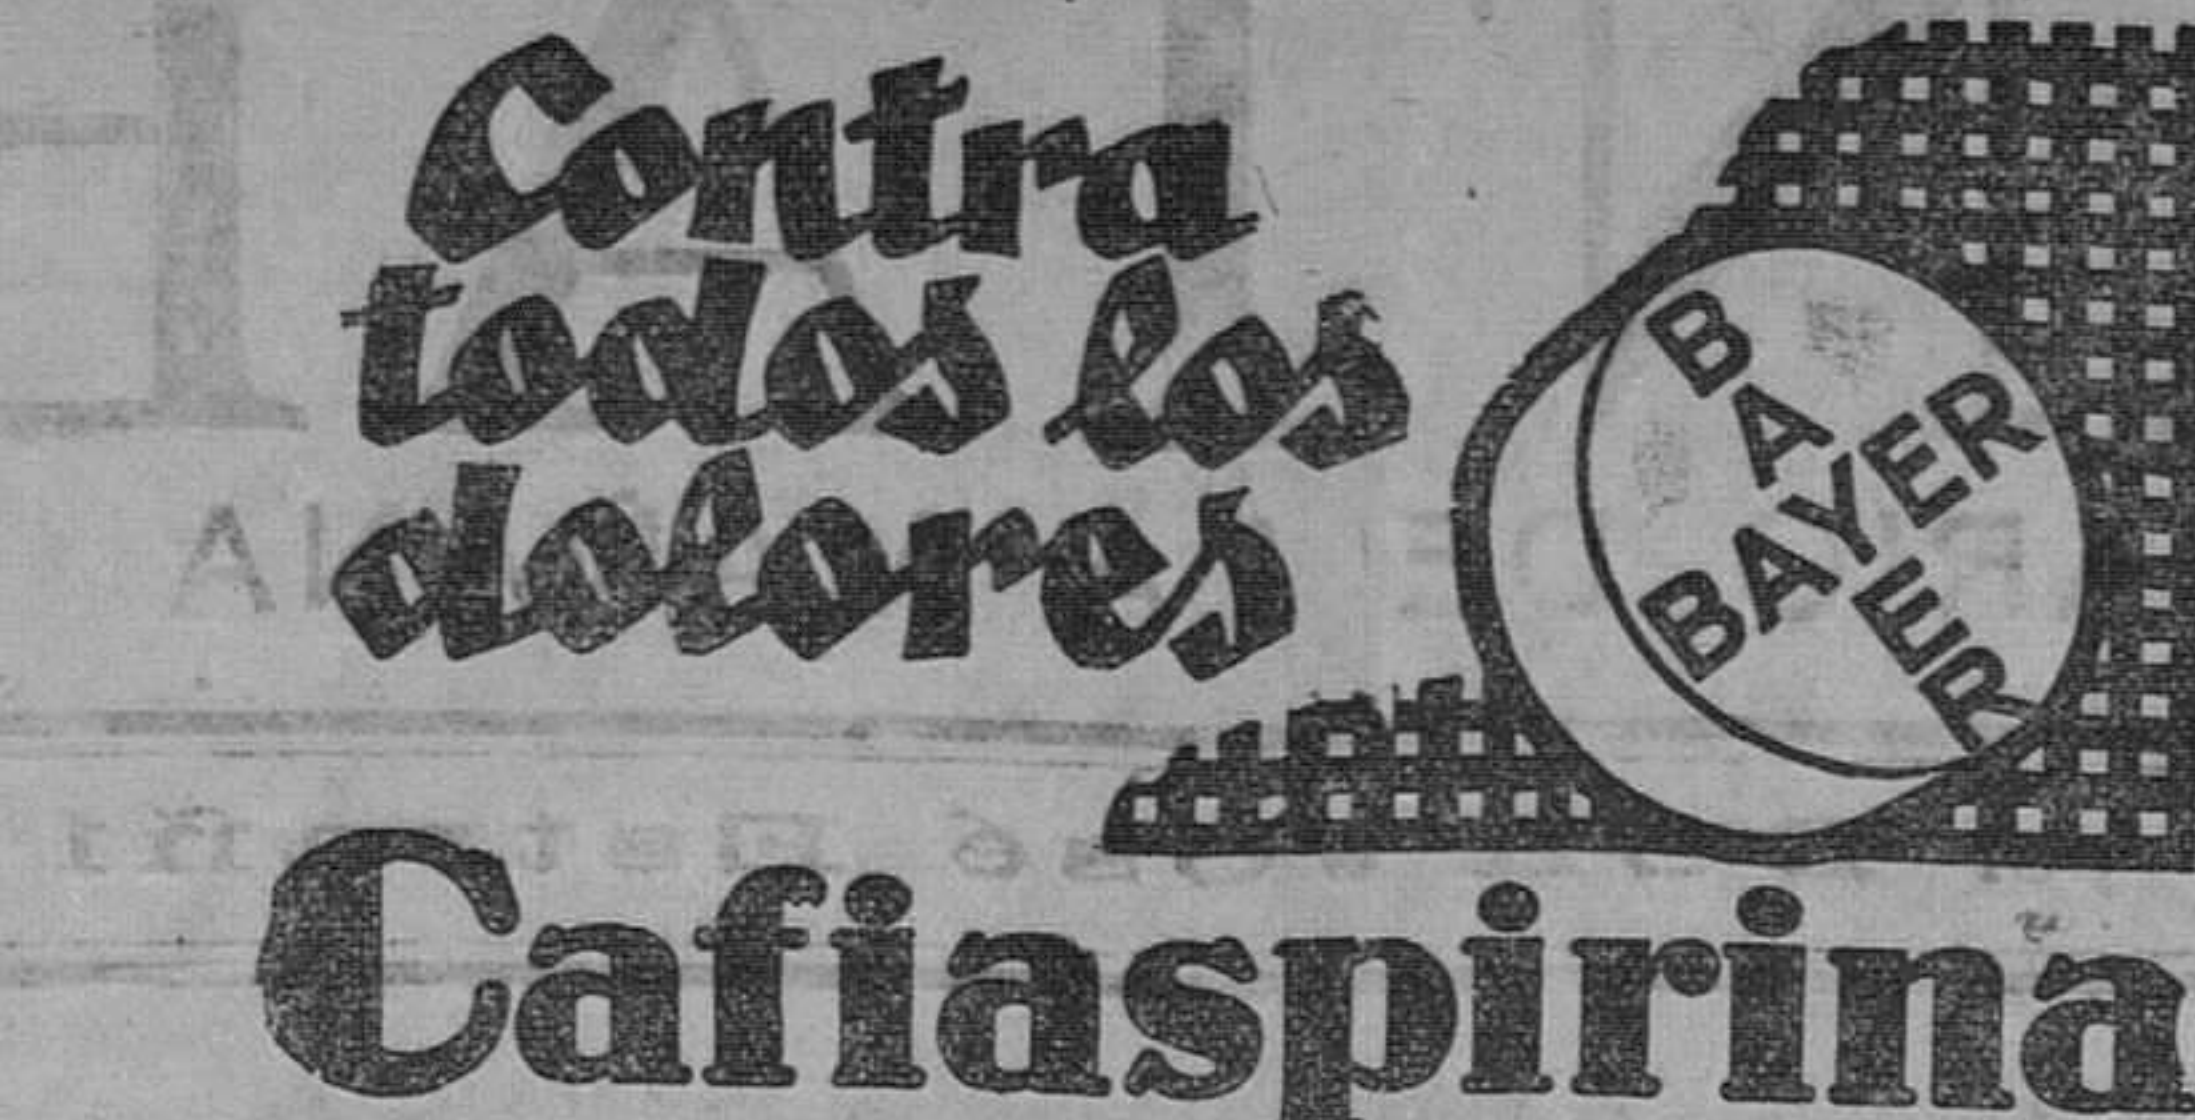 Contra
todos los
dolores
BAYER
BAYER
Cafiaspirina